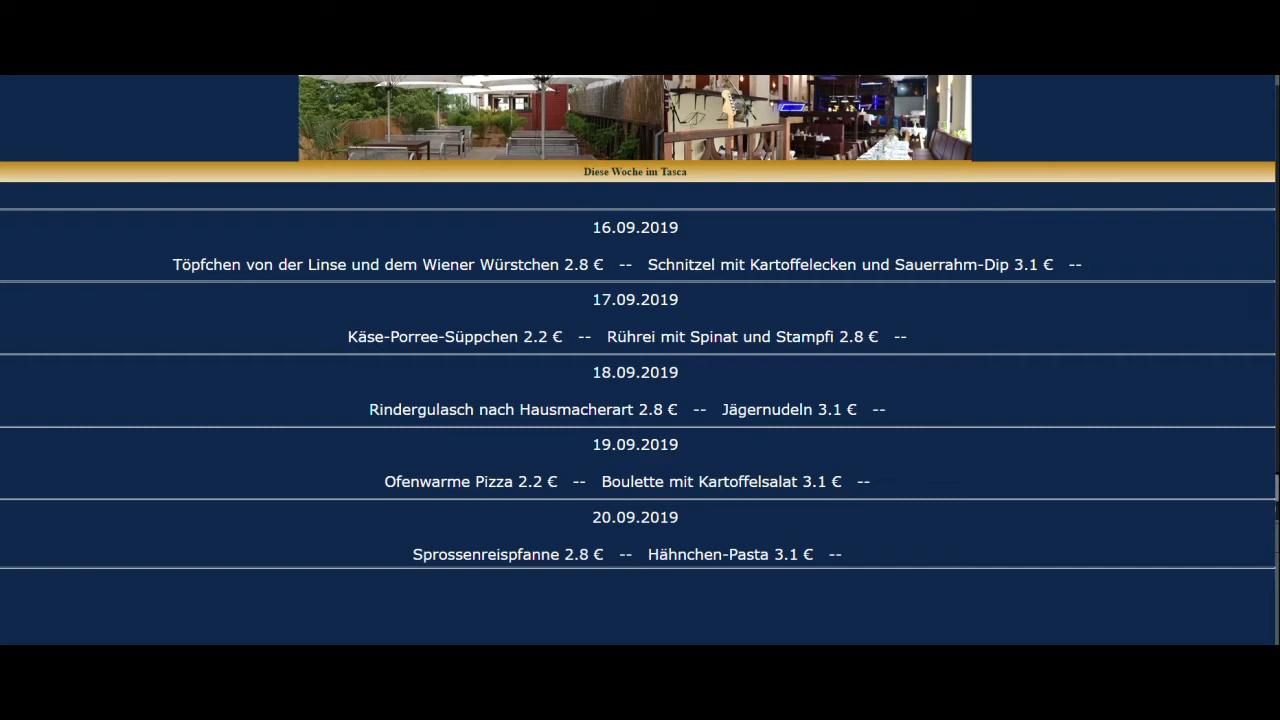 Diese Woche im Tasca
16.09.2019
Töpfchen von der Linse und dem Wiener Würstchen 2.8 € -- Schnitzel mit Kartoffelecken und Sauerrahm-Dip 3.1 € --
17.09.2019
Käse-Porree-Süppchen 2.2 € -- Rührei mit Spinat und Stampfi 2.8 € --
18.09.2019
Rindergulasch nach Hausmacherart 2.8 € -- Jägernudeln 3.1 € --
19.09.2019
Ofenwarme Pizza 2.2 € -- Boulette mit Kartoffelsalat 3.1 € --
20.09.2019
Sprossenreispfanne 2.8 € -- Hähnchen-Pasta 3.1 € --